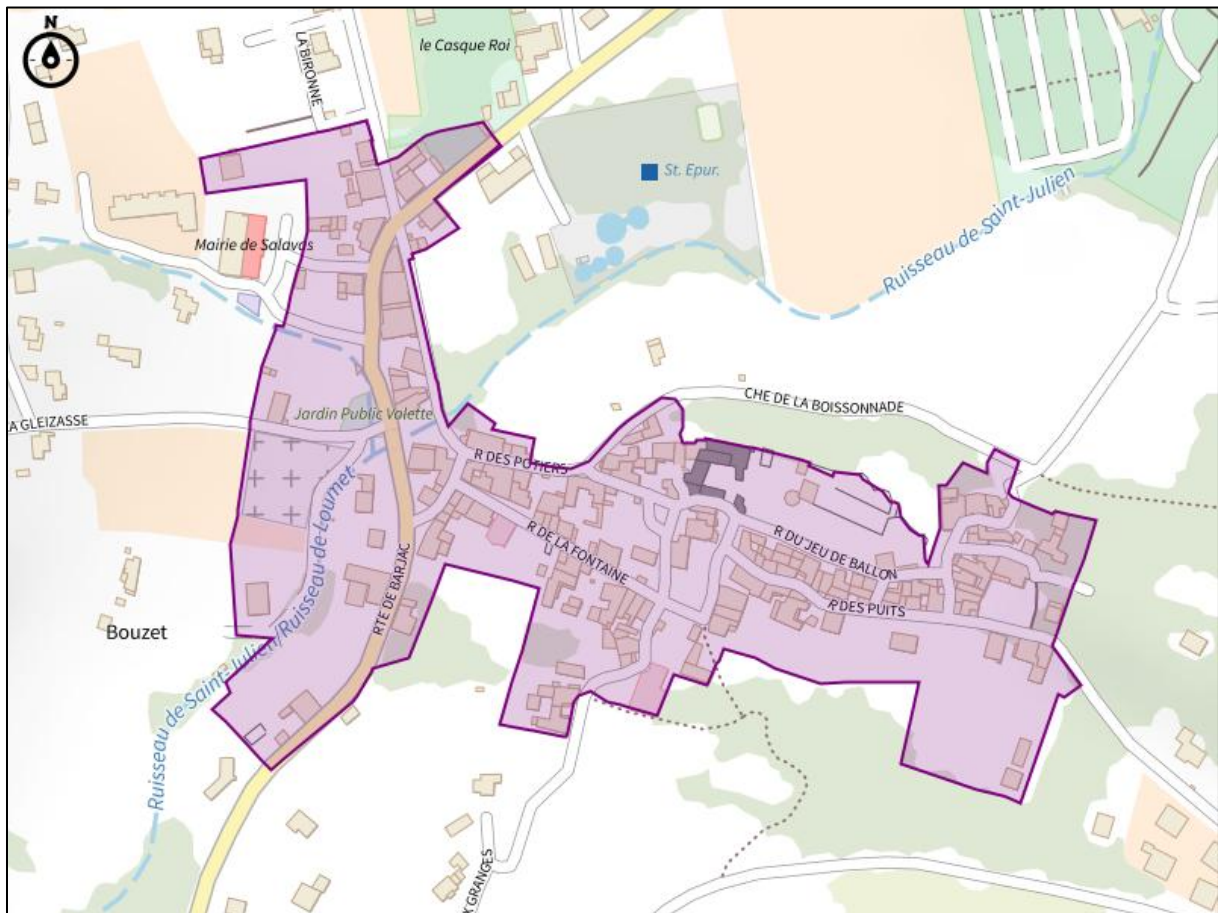 N
LA BIRONNE
le Casque Roi
St. Epur.
Ruisseau de Saint-Julien
Mairie de Salavas
A GLEIZASSE
Jardin Public Valette
CHE DE LA BOISSONNADE
R DES POTIERS
R DE LA FONTAINE
R DU JEU DE BALLON
R DES PUITS
RTE DE BARJAC
Bouzet
Ruisseau de Saint-Julien/Ruisseau de Lournet
X GRANGES